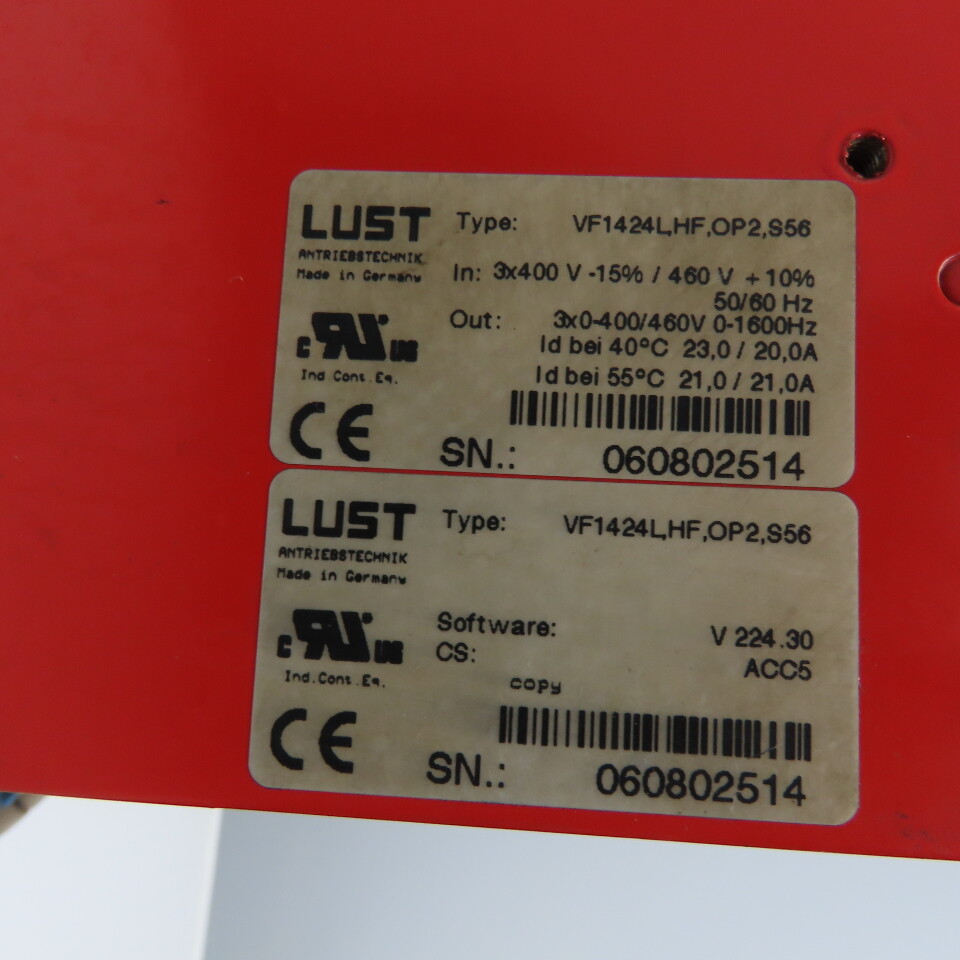 LUST Type: VF1424L,HF,OP2,S56
ANTRIEBSTECHNIK
Made in Germany In: 3x400 V -15% / 460 V +10%
50/60 Hz
Out: 3x0-400/460V 0-1600Hz
Id bei 40°C 23,0 / 20,0A
c RU us
Ind.Cont.Eq. Id bei 55°C 21,0 / 21,0A
CE SN.: 060802514
LUST Type: VF1424L,HF,OP2,S56
ANTRIEBSTECHNIK
Made in Germany
Software: V 224.30
c RU us CS: ACC5
Ind.Cont.Eq. copy
CE SN.: 060802514